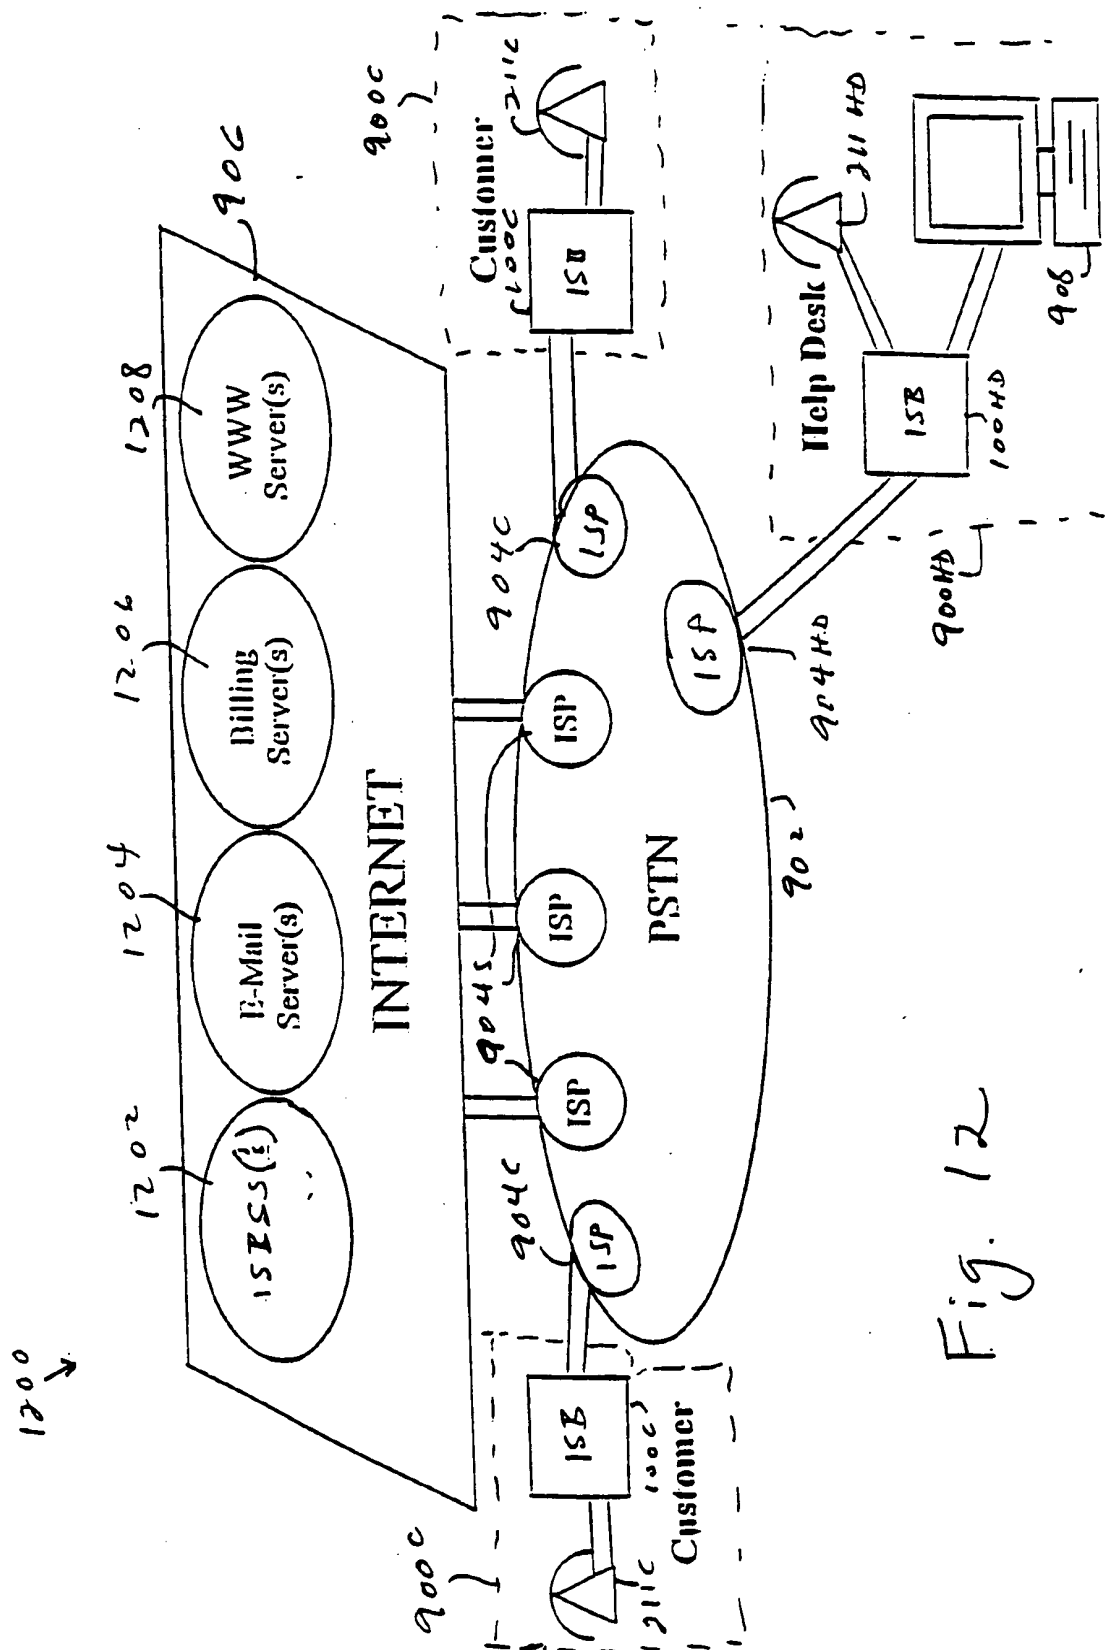 1200
1202
1204
1206
1208
906
ISBSS(s)
E-Mail
Server(s)
Billing
Server(s)
WWW
Server(s)
INTERNET
900C
904C
904S
904C
900C
ISB
100C
211C
Customer
ISP
ISP
ISP
ISP
ISP
ISP
PSTN
902
904HD
Customer
100C
ISB
211C
Help Desk
ISB
100HD
211HD
908
900HD
Fig. 12